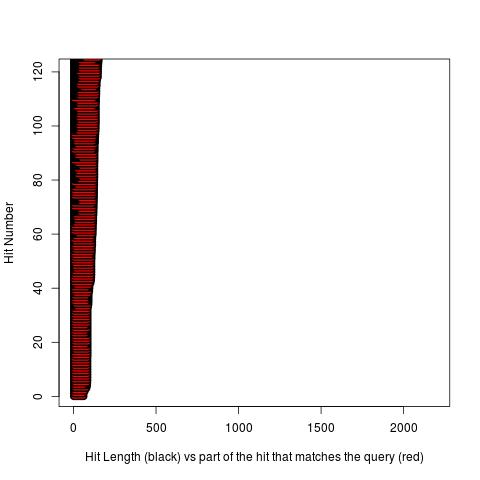 120
100
80
60
40
20
0
Hit Number
0 500 1000 1500 2000
Hit Length (black) vs part of the hit that matches the query (red)